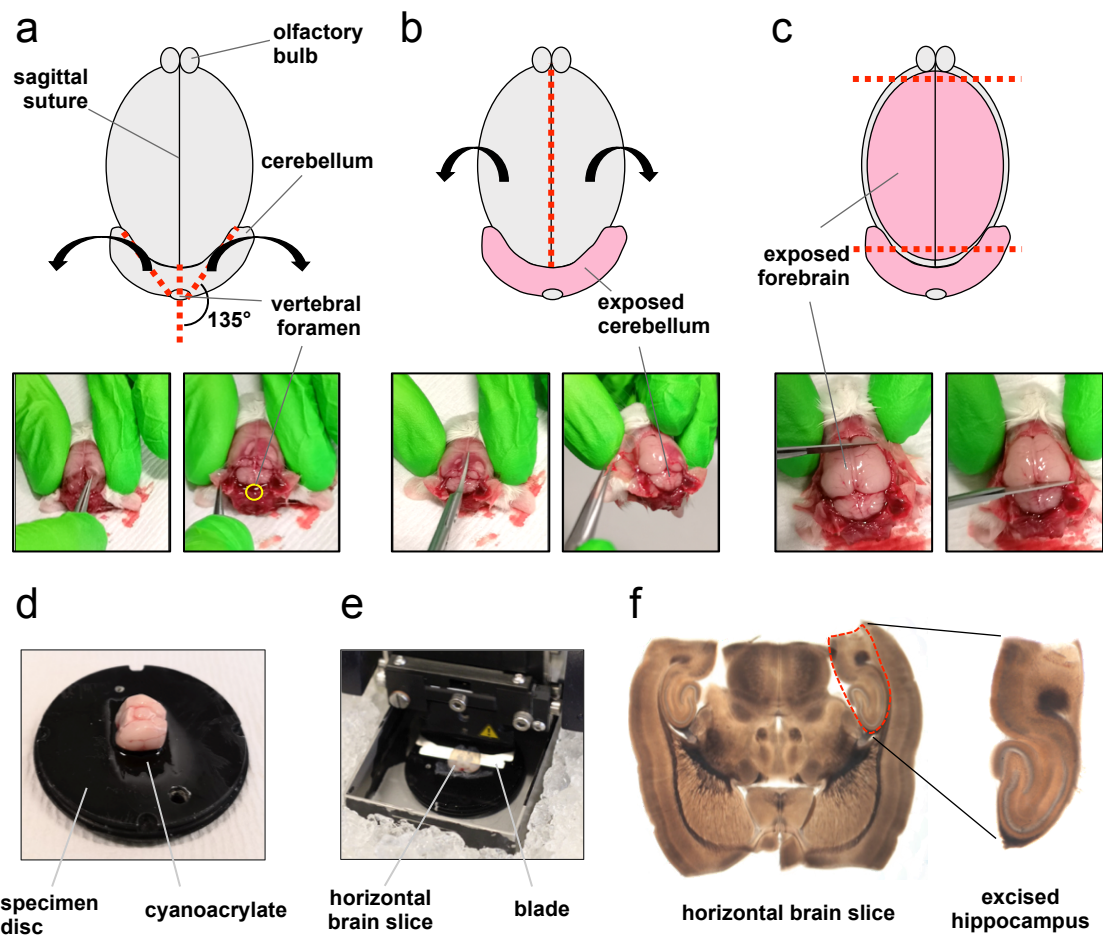 a
olfactory
bulb
sagittal
suture
cerebellum
vertebral
foramen
135°
b
exposed
cerebellum
c
exposed
forebrain
d
specimen
disc
cyanoacrylate
e
horizontal
brain slice
blade
f
horizontal brain slice
excised
hippocampus